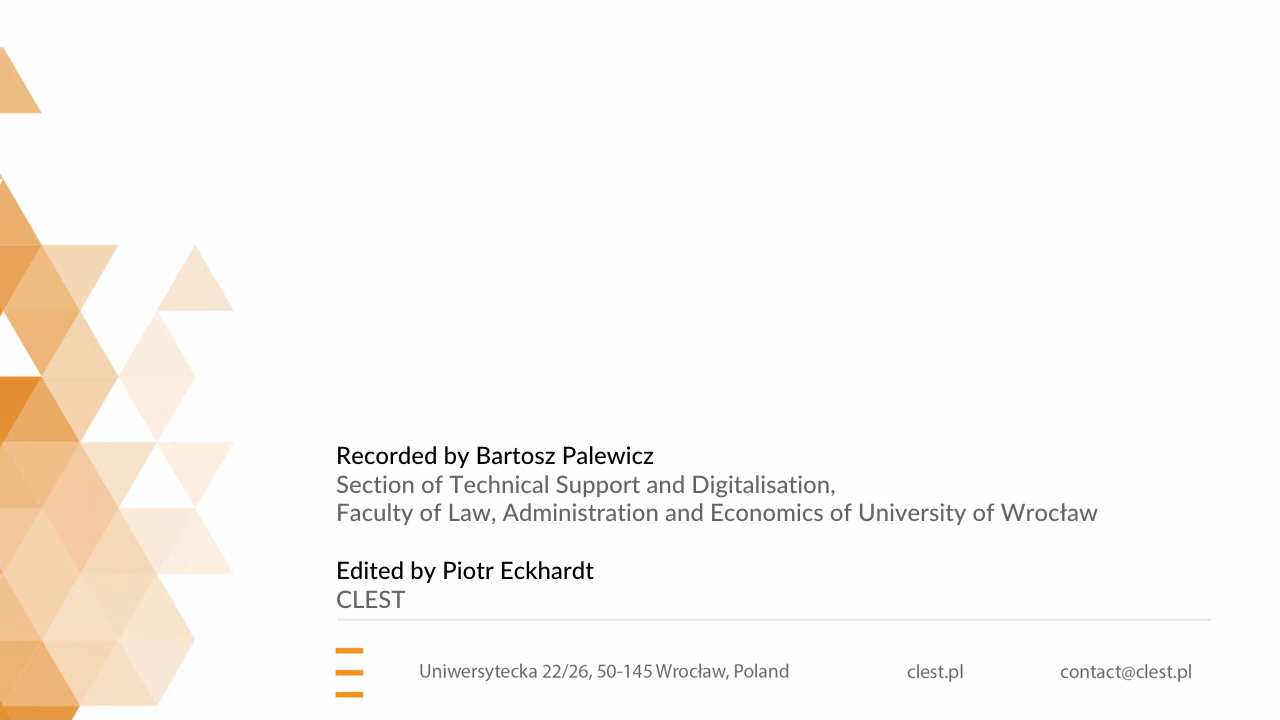 Recorded by Bartosz Palewicz
Section of Technical Support and Digitalisation,
Faculty of Law, Administration and Economics of University of Wrocław
Edited by Piotr Eckhardt
CLEST
Uniwersytecka 22/26, 50-145 Wrocław, Poland clest.pl contact@clest.pl